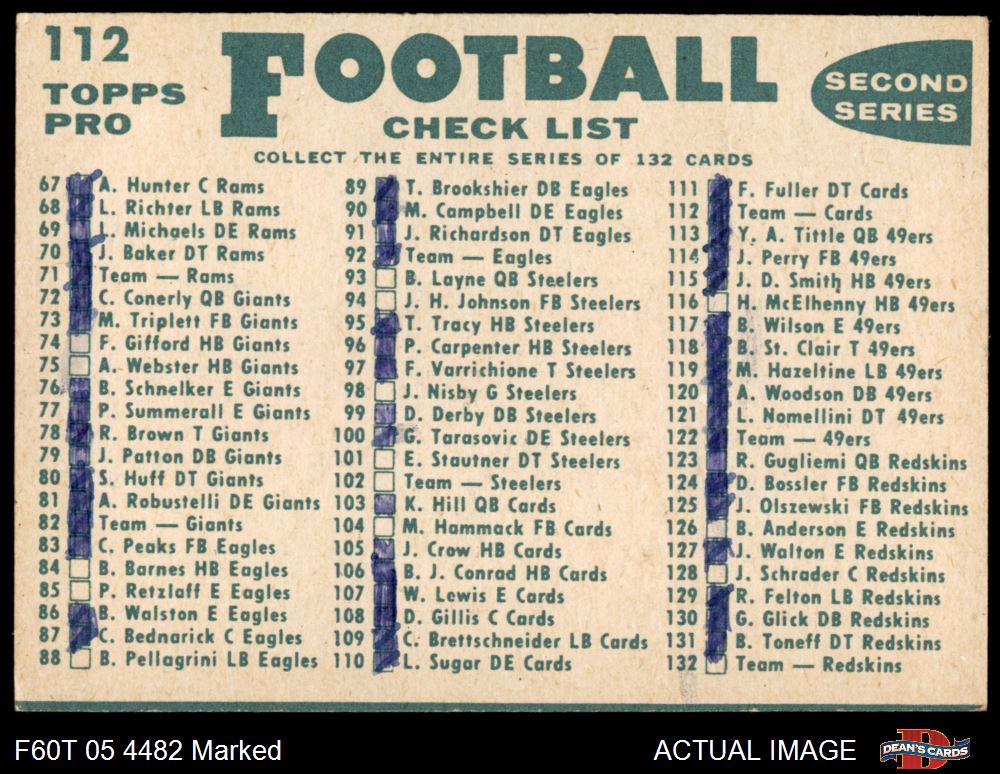 112
TOPPS
PRO
FOOTBALL
CHECK LIST
SECOND
SERIES
COLLECT THE ENTIRE SERIES OF 132 CARDS
67 A. Hunter C Rams
68 L. Richter LB Rams
69 L. Michaels DE Rams
70 J. Baker DT Rams
71 Team — Rams
72 C. Conerly QB Giants
73 M. Triplett FB Giants
74 F. Gifford HB Giants
75 A. Webster HB Giants
76 B. Schnelker E Giants
77 P. Summerall E Giants
78 R. Brown T Giants
79 J. Patton DB Giants
80 S. Huff DT Giants
81 A. Robustelli DE Giants
82 Team — Giants
83 C. Peaks FB Eagles
84 B. Barnes HB Eagles
85 P. Retzlaff E Eagles
86 B. Walston E Eagles
87 C. Bednarick C Eagles
88 B. Pellagrini LB Eagles
89 T. Brookshier DB Eagles
90 M. Campbell DE Eagles
91 J. Richardson DT Eagles
92 Team — Eagles
93 B. Layne QB Steelers
94 J. H. Johnson FB Steelers
95 T. Tracy HB Steelers
96 P. Carpenter HB Steelers
97 F. Varrichione T Steelers
98 J. Nisby G Steelers
99 D. Derby DB Steelers
100 G. Tarasovic DE Steelers
101 E. Stautner DT Steelers
102 Team — Steelers
103 K. Hill QB Cards
104 M. Hammack FB Cards
105 J. Crow HB Cards
106 B. J. Conrad HB Cards
107 W. Lewis E Cards
108 D. Gillis C Cards
109 C. Brettschneider LB Cards
110 L. Sugar DE Cards
111 F. Fuller DT Cards
112 Team — Cards
113 Y. A. Tittle QB 49ers
114 J. Perry FB 49ers
115 J. D. Smith HB 49ers
116 H. McElhenny HB 49ers
117 B. Wilson E 49ers
118 B. St. Clair T 49ers
119 M. Hazeltine LB 49ers
120 A. Woodson DB 49ers
121 L. Nomellini DT 49ers
122 Team — 49ers
123 R. Gugliemi QB Redskins
124 D. Bossler FB Redskins
125 J. Olszewski FB Redskins
126 B. Anderson E Redskins
127 J. Walton E Redskins
128 J. Schrader C Redskins
129 R. Felton LB Redskins
130 G. Glick DB Redskins
131 B. Toneff DT Redskins
132 Team — Redskins
F60T 05 4482 Marked
ACTUAL IMAGE
DEAN'S CARDS